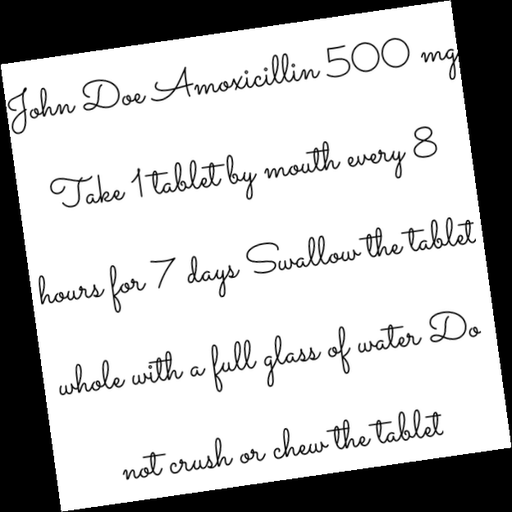 John Doe Amoxicillin 500 mg
Take 1 tablet by mouth every 8
hours for 7 days Swallow the tablet
whole with a full glass of water Do
not crush or chew the tablet